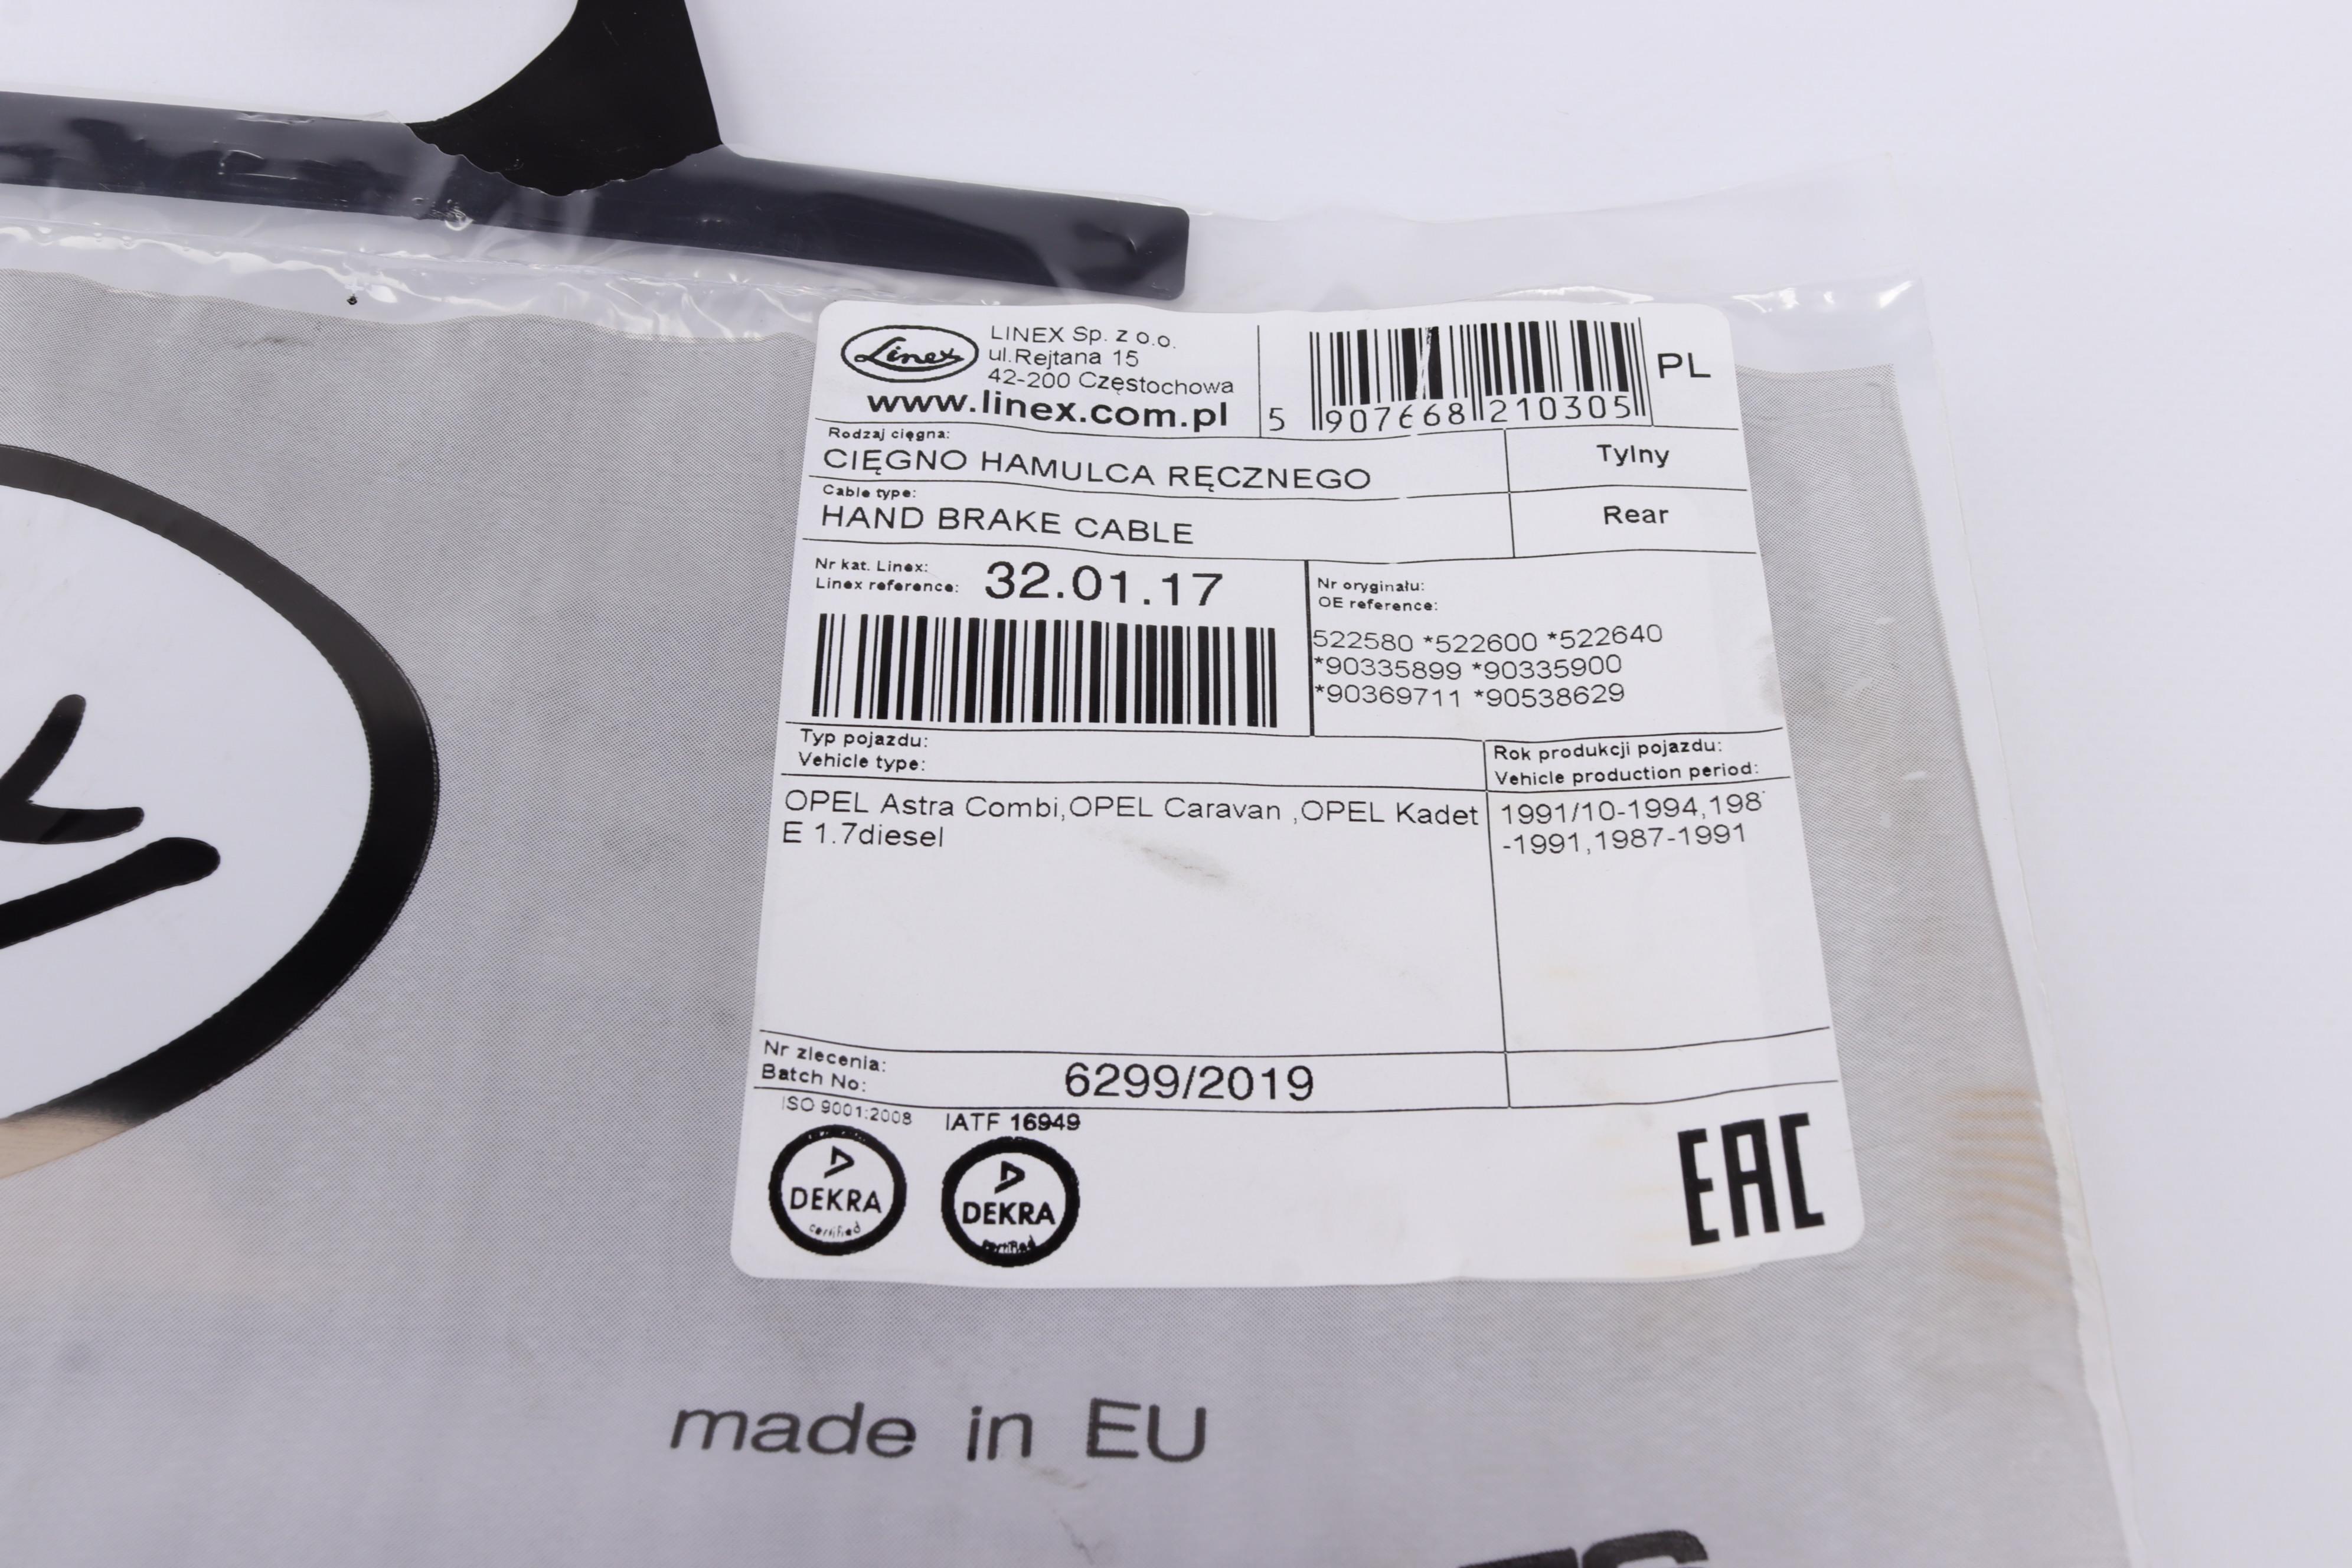 Linex
LINEX Sp. z o.o.
ul.Rejtana 15
42-200 Częstochowa
www.linex.com.pl
5 907668 210305
PL
Rodzaj cięgna:
CIĘGNO HAMULCA RĘCZNEGO
Tylny
Cable type:
HAND BRAKE CABLE
Rear
Nr kat. Linex:
Linex reference:
32.01.17
Nr oryginału:
OE reference:
522580 *522600 *522640
*90335899 *90335900
*90369711 *90538629
Typ pojazdu:
Vehicle type:
Rok produkcji pojazdu:
Vehicle production period:
OPEL Astra Combi,OPEL Caravan ,OPEL Kadet
E 1.7diesel
1991/10-1994,198
-1991,1987-1991
Nr zlecenia:
Batch No:
6299/2019
ISO 9001:2008
IATF 16949
DEKRA
certified
DEKRA
certified
EAC
made in EU